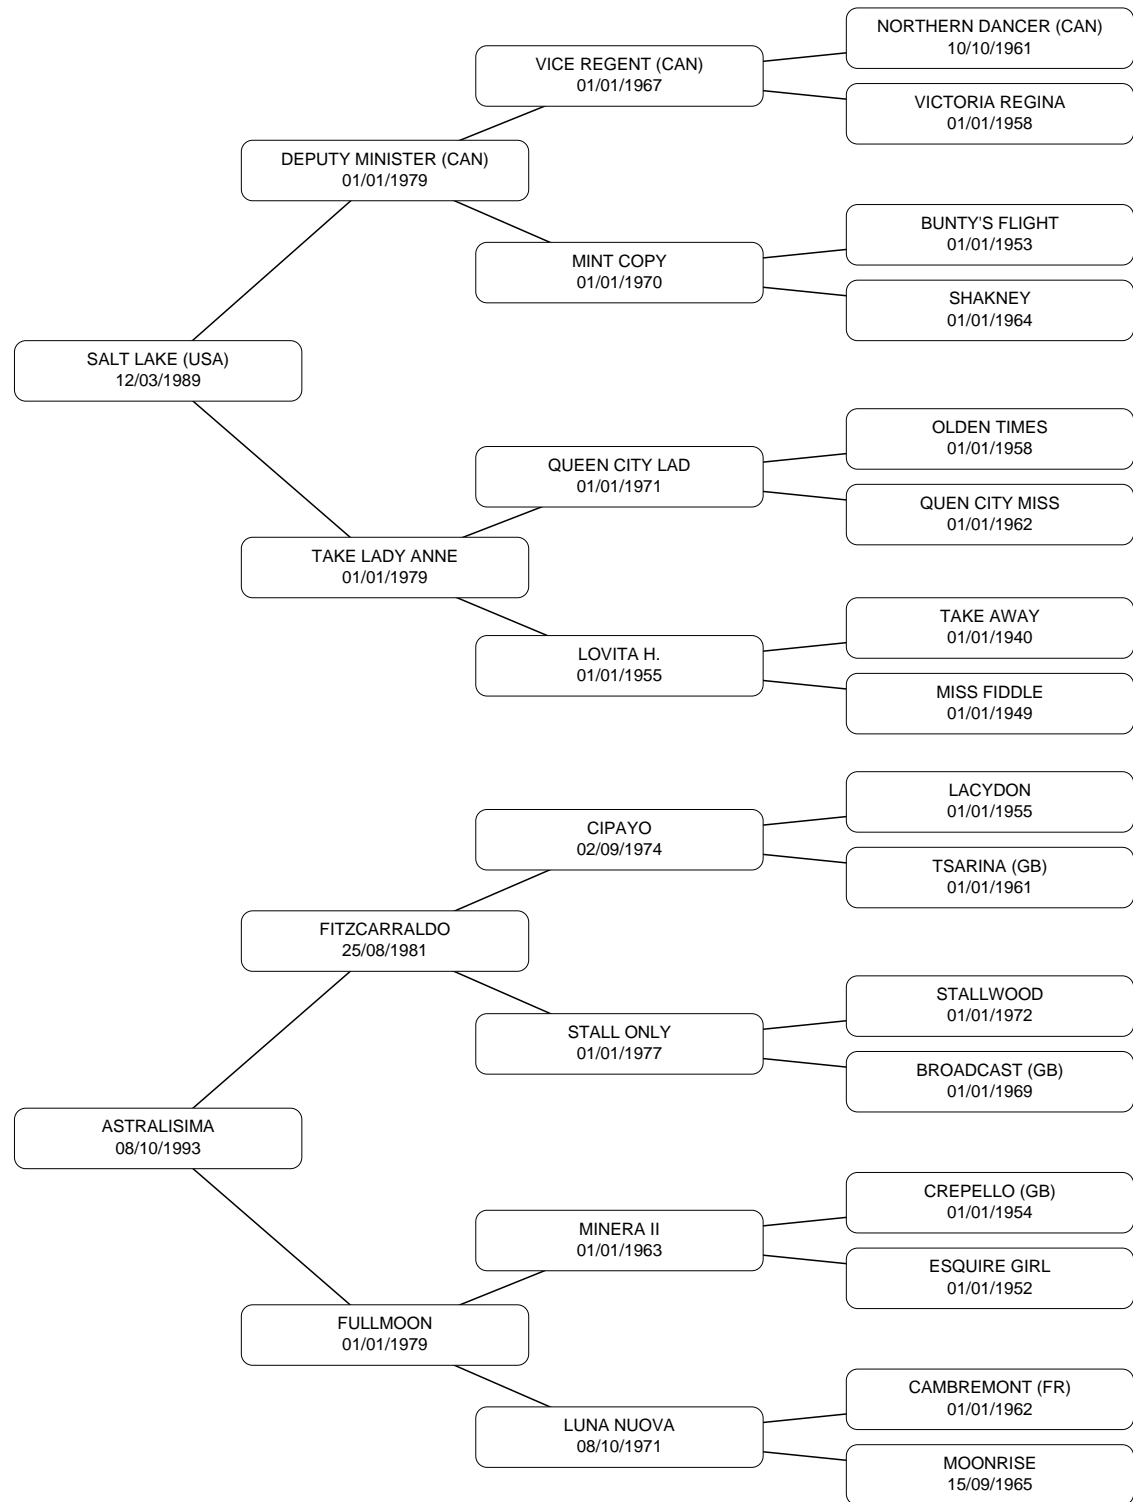 NORTHERN DANCER (CAN)
10/10/1961
VICE REGENT (CAN)
01/01/1967
VICTORIA REGINA
01/01/1958
DEPUTY MINISTER (CAN)
01/01/1979
BUNTY'S FLIGHT
01/01/1953
MINT COPY
01/01/1970
SHAKNEY
01/01/1964
SALT LAKE (USA)
12/03/1989
OLDEN TIMES
01/01/1958
QUEEN CITY LAD
01/01/1971
QUEN CITY MISS
01/01/1962
TAKE LADY ANNE
01/01/1979
TAKE AWAY
01/01/1940
LOVITA H.
01/01/1955
MISS FIDDLE
01/01/1949
LACYDON
01/01/1955
CIPAYO
02/09/1974
TSARINA (GB)
01/01/1961
FITZCARRALDO
25/08/1981
STALLWOOD
01/01/1972
STALL ONLY
01/01/1977
BROADCAST (GB)
01/01/1969
ASTRALISIMA
08/10/1993
CREPELLO (GB)
01/01/1954
MINERA II
01/01/1963
ESQUIRE GIRL
01/01/1952
FULLMOON
01/01/1979
CAMBREMONT (FR)
01/01/1962
LUNA NUOVA
08/10/1971
MOONRISE
15/09/1965